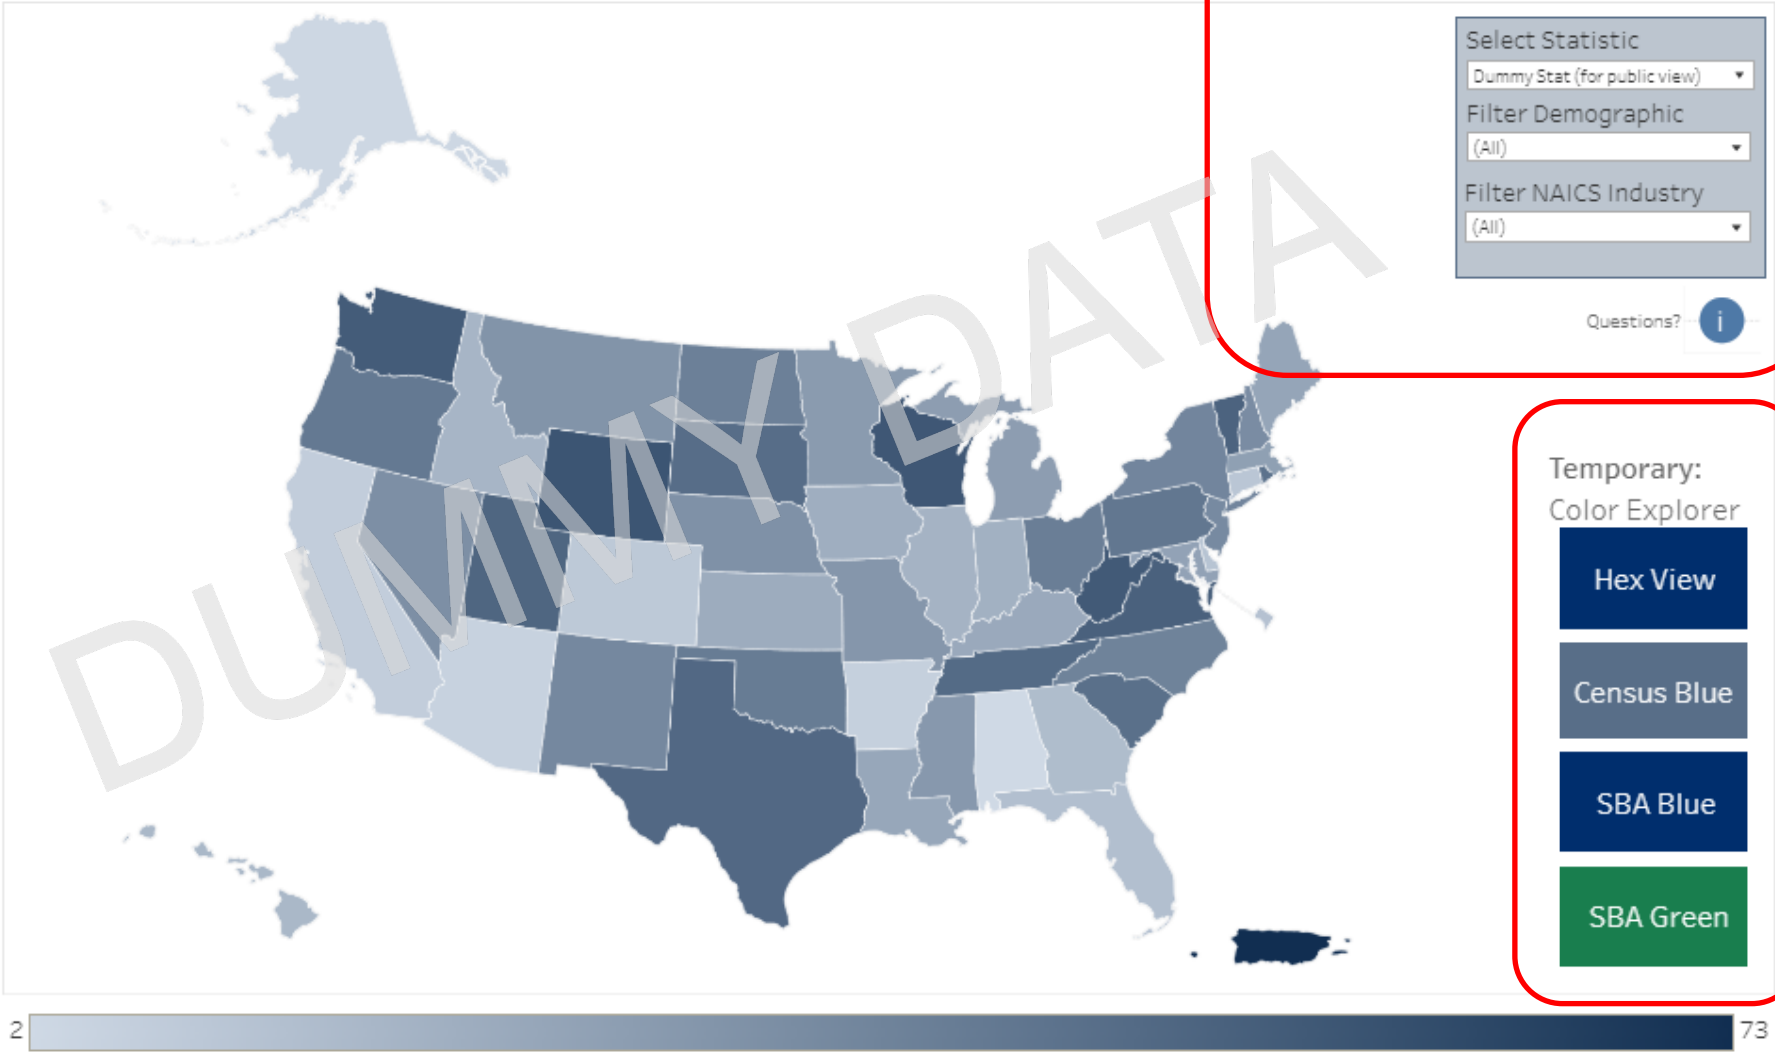 Select Statistic
Dummy Stat (for public view)
Filter Demographic
(All)
Filter NAICS Industry
(All)
Questions? i
DUMMY DATA
Temporary:
Color Explorer
Hex View
Census Blue
SBA Blue
SBA Green
2 73